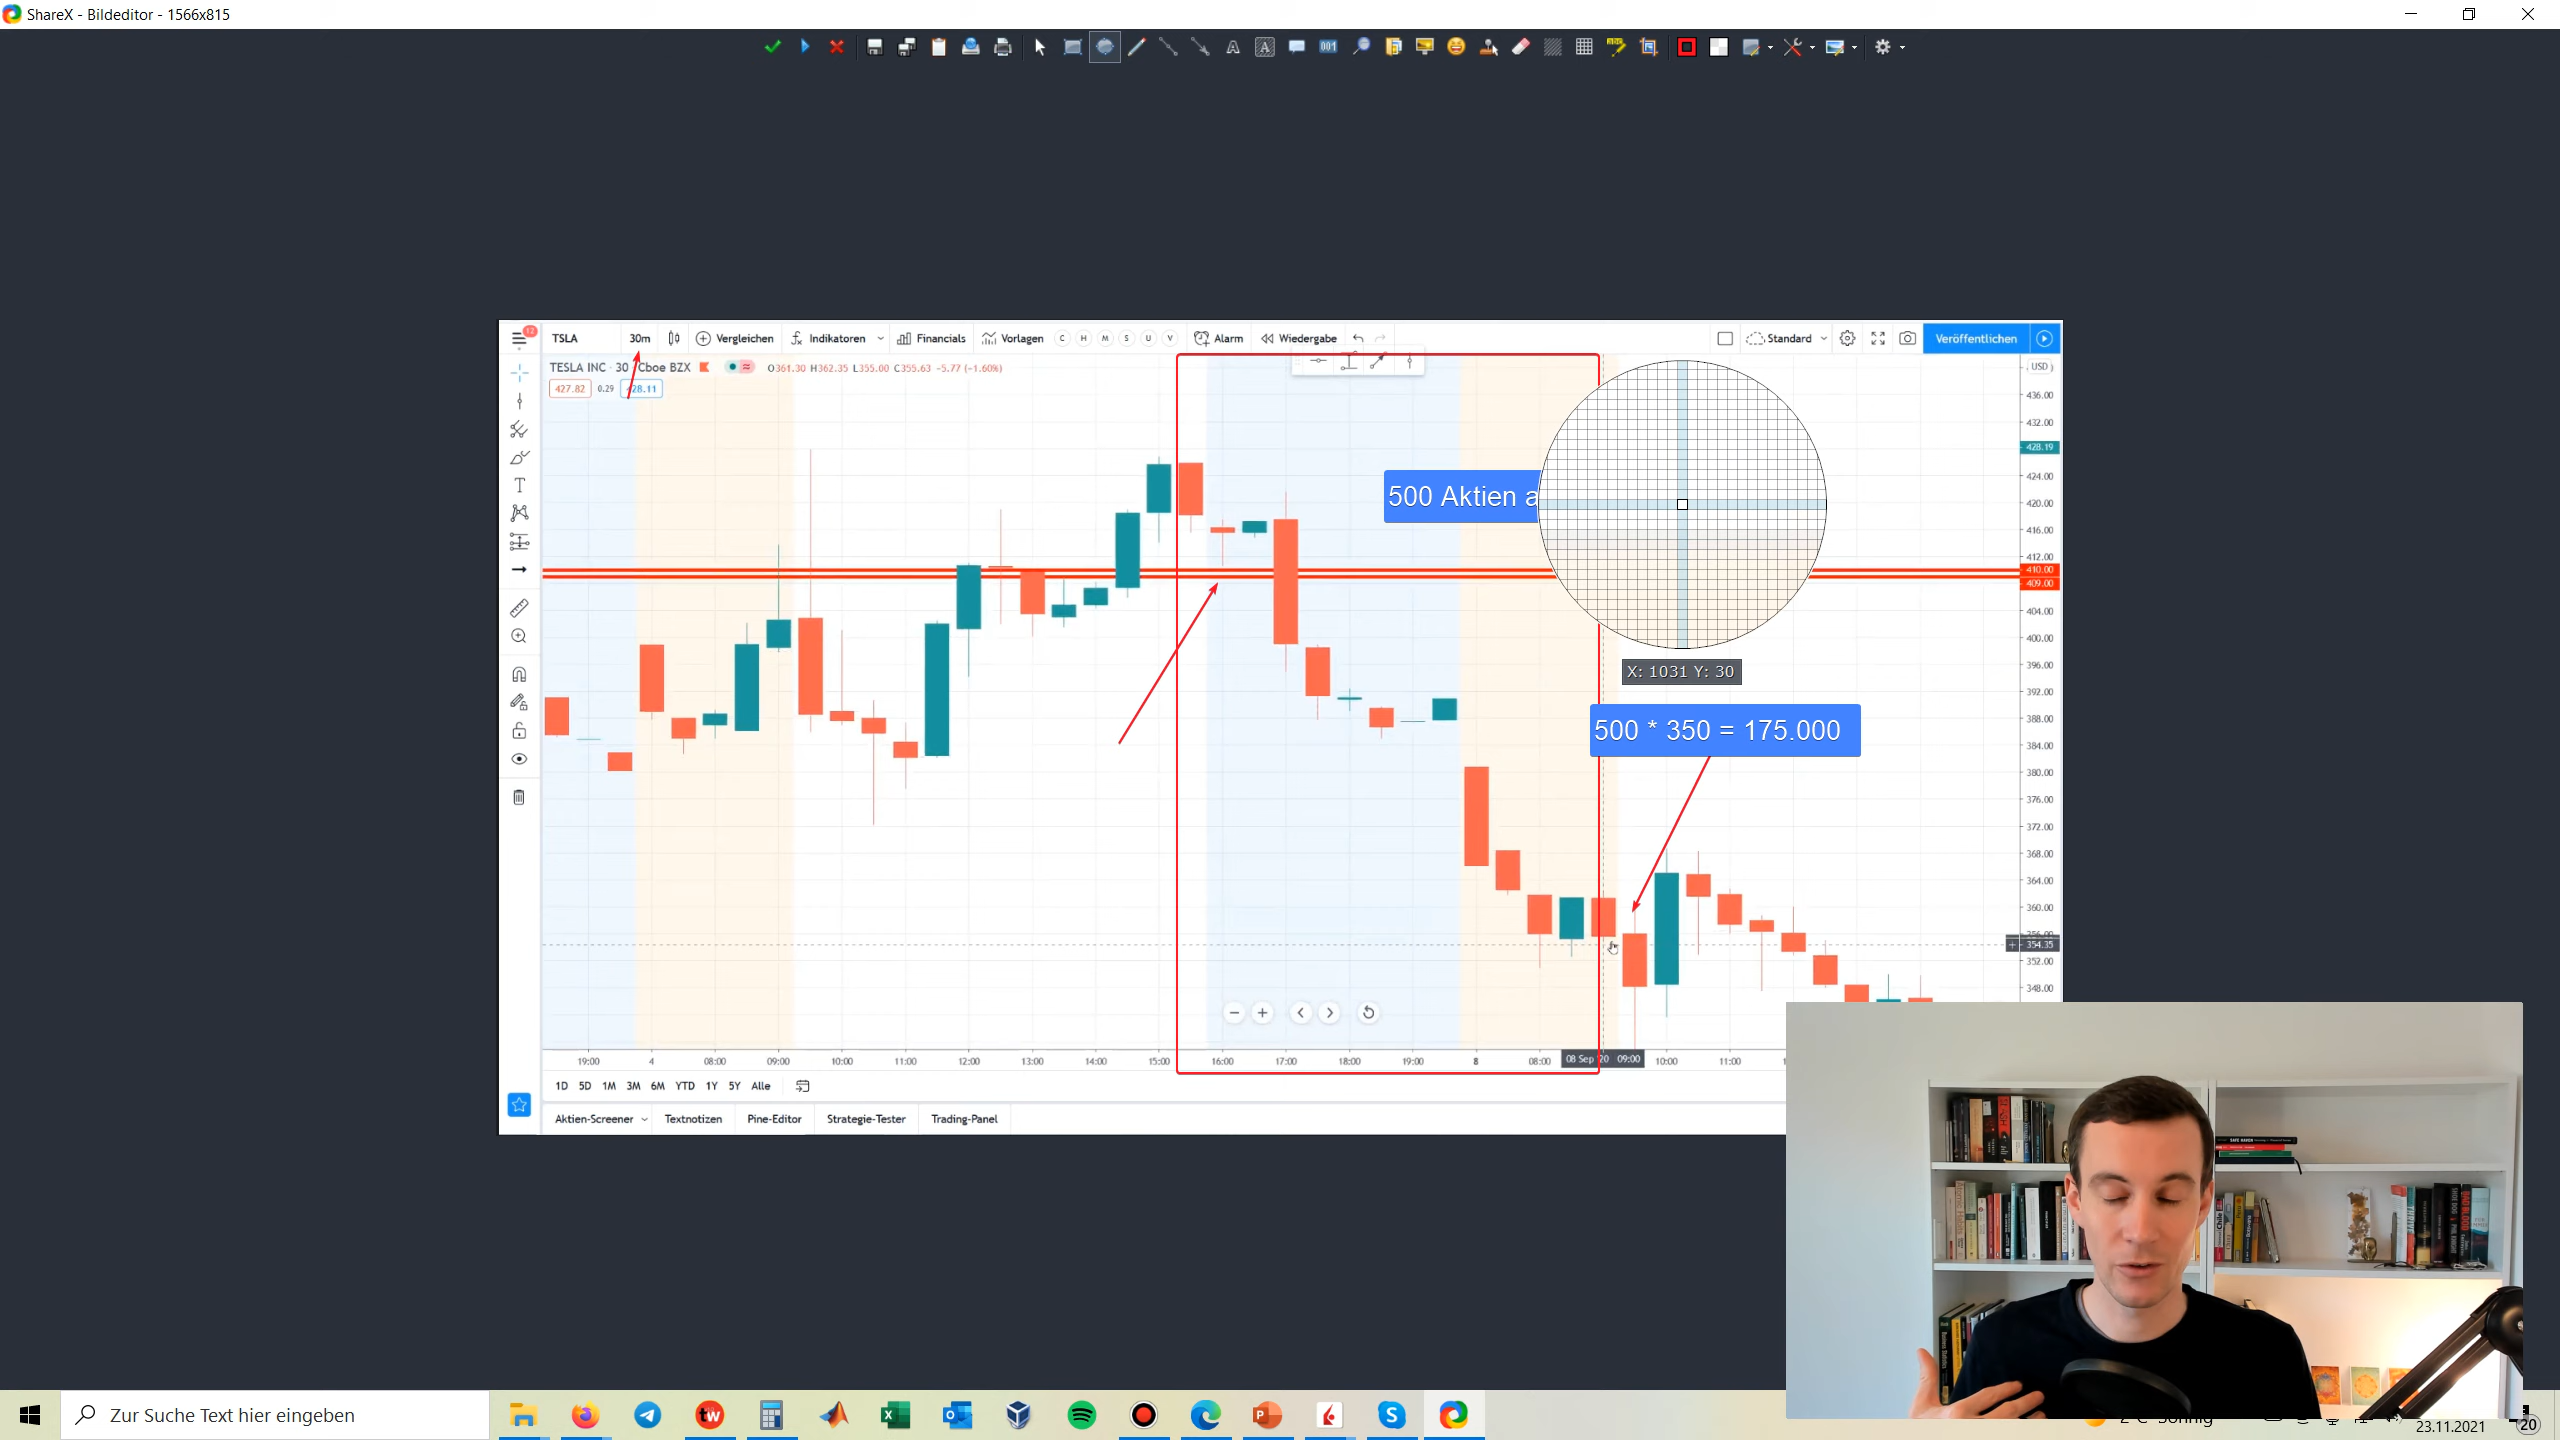 ShareX - Bildeditor - 1566x815
TSLA 30m Vergleichen Indikatoren Financials Vorlagen C H M S U V Alarm Wiedergabe Standard Veröffentlichen
TESLA INC · 30 Cboe BZX O361.30 H362.35 L355.00 C355.63 -5.77 (-1.60%)
427.82 0.29 428.11
USD
436.00
432.00
428.19
424.00
420.00
416.00
412.00
410.00
409.00
404.00
400.00
396.00
392.00
388.00
384.00
380.00
376.00
372.00
368.00
364.00
360.00
354.35
352.00
348.00
500 Aktien a
X: 1031 Y: 30
500 * 350 = 175.000
19:00 4 08:00 09:00 10:00 11:00 12:00 13:00 14:00 15:00 16:00 17:00 18:00 19:00 8 08:00 08 Sep '20 09:00 10:00 11:00
1D 5D 1M 3M 6M YTD 1Y 5Y Alle
Aktien-Screener Textnotizen Pine-Editor Strategie-Tester Trading-Panel
Zur Suche Text hier eingeben
23.11.2021
20